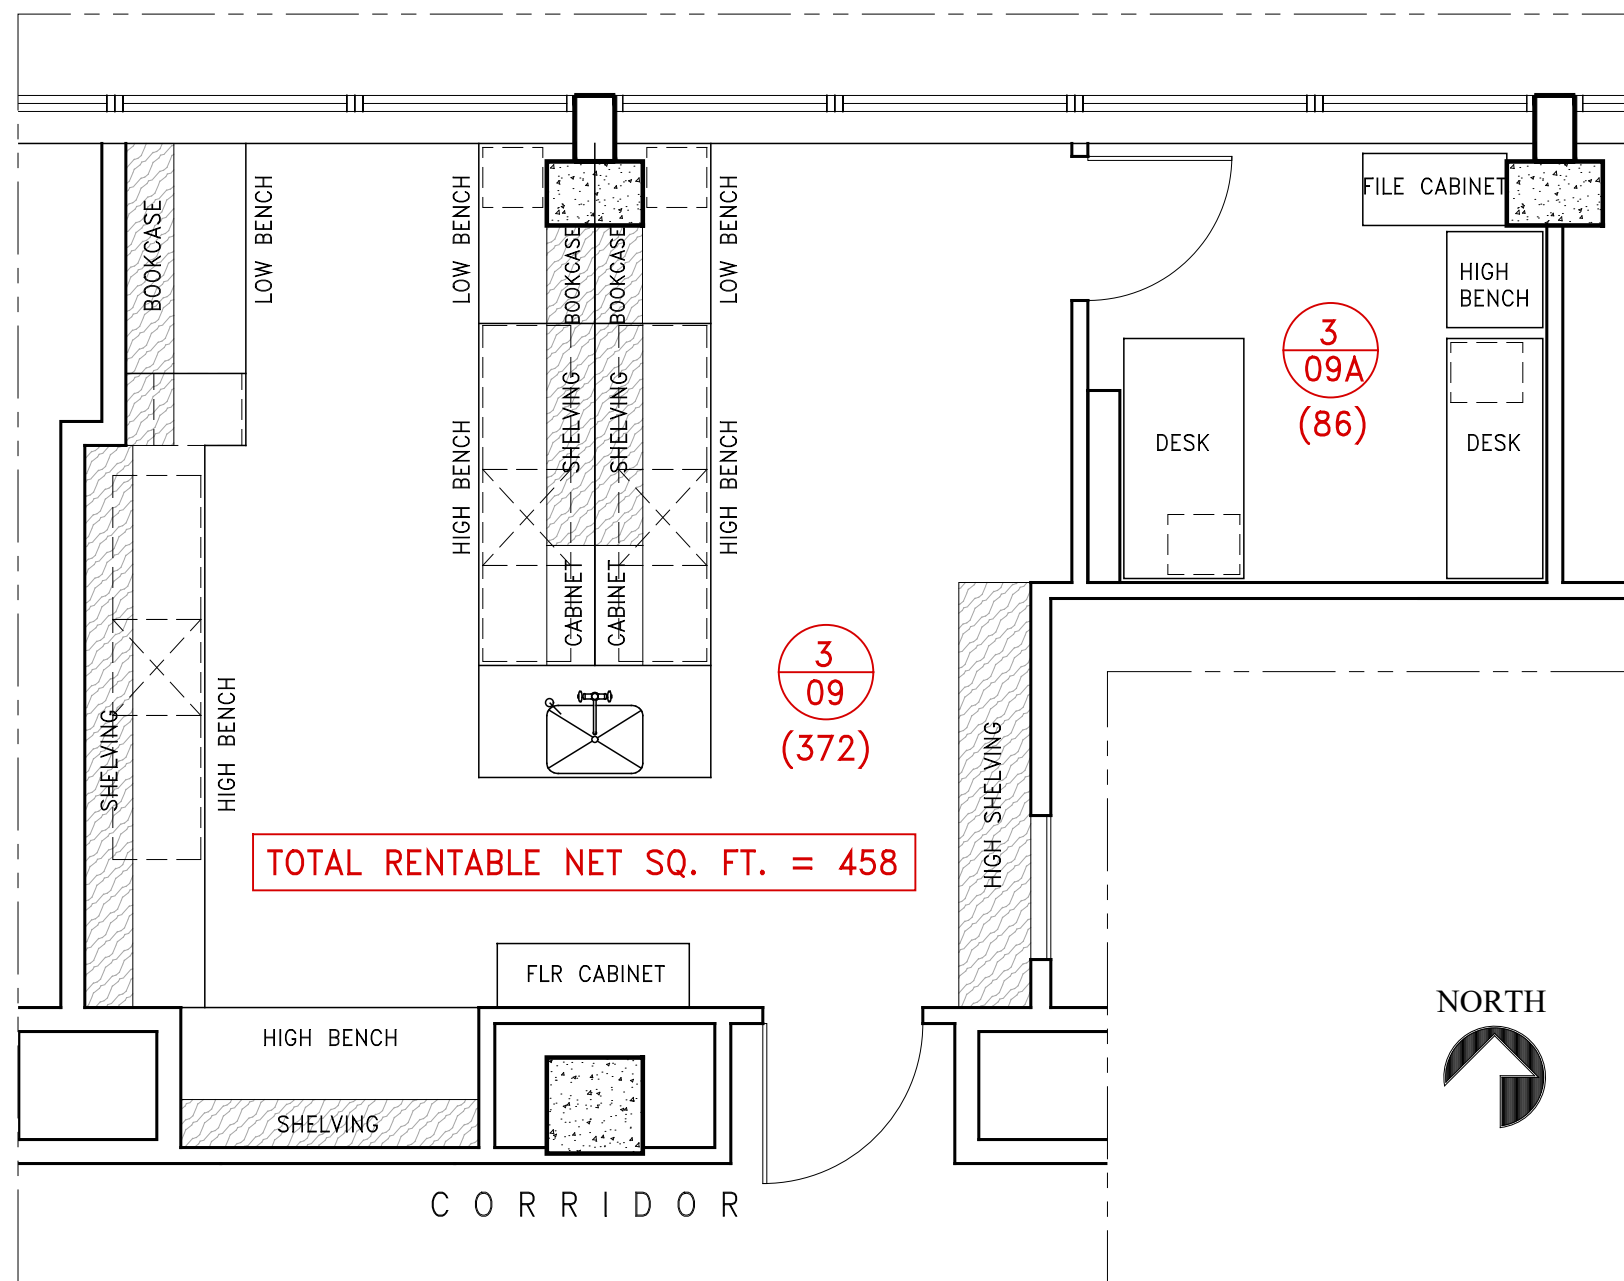 FILE CABINET
BOOKCASE
LOW BENCH
LOW BENCH
BOOKCASE
BOOKCASE
LOW BENCH
HIGH
BENCH
3
09A
(86)
DESK
DESK
HIGH BENCH
SHELVING
SHELVING
HIGH BENCH
CABINET
CABINET
3
09
(372)
SHELVING
HIGH BENCH
HIGH SHELVING
TOTAL RENTABLE NET SQ. FT. = 458
FLR CABINET
NORTH
HIGH BENCH
SHELVING
CORRIDOR